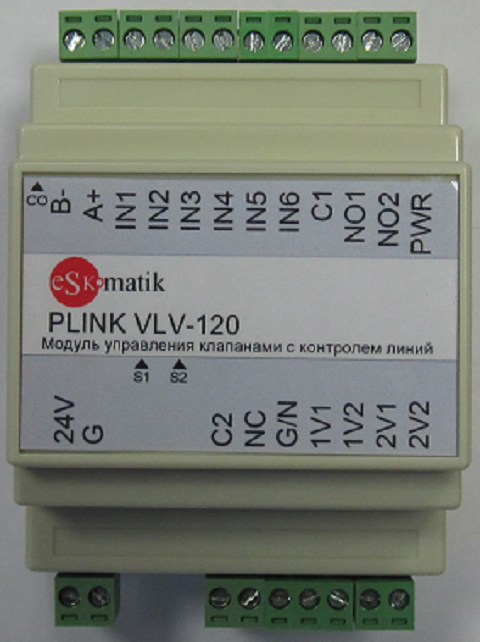 CO B- A+ IN1 IN2 IN3 IN4 IN5 IN6 C1 NO1 NO2 PWR
eSKmatik
PLINK VLV-120
Модуль управления клапанами с контролем линий
S1 S2
24V G C2 NC G/N 1V1 1V2 2V1 2V2